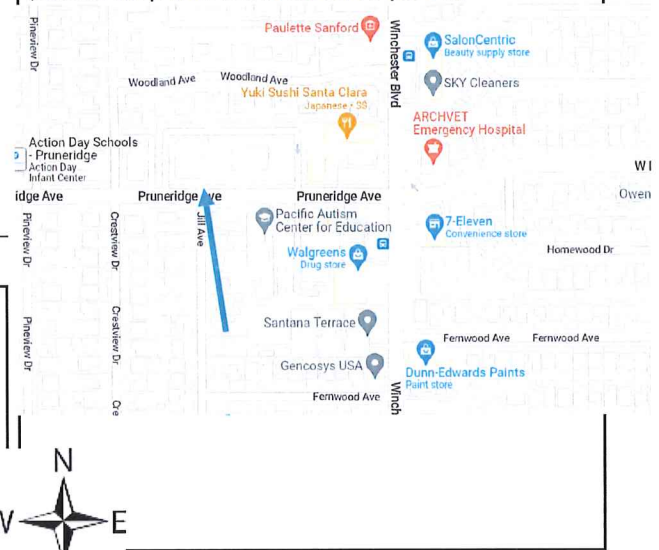 Paulette Sanford
Winchester Blvd
SalonCentric
Beauty supply store
Pineview Dr
Woodland Ave
Woodland Ave
SKY Cleaners
Yuki Sushi Santa Clara
Japanese • $$
ARCHVET
Emergency Hospital
Action Day Schools
- Pruneridge
Action Day
Infant Center
W I
Owen
idge Ave
Pruneridge Ave
Pruneridge Ave
Pineview Dr
Crestview Dr
Jill Ave
Pacific Autism
Center for Education
7-Eleven
Convenience store
Walgreens
Drug store
Homewood Dr
Pineview Dr
Crestview Dr
Santana Terrace
Fernwood Ave
Fernwood Ave
Gencosys USA
Dunn-Edwards Paints
Paint store
Fernwood Ave
Winch
Cre
N
W
E